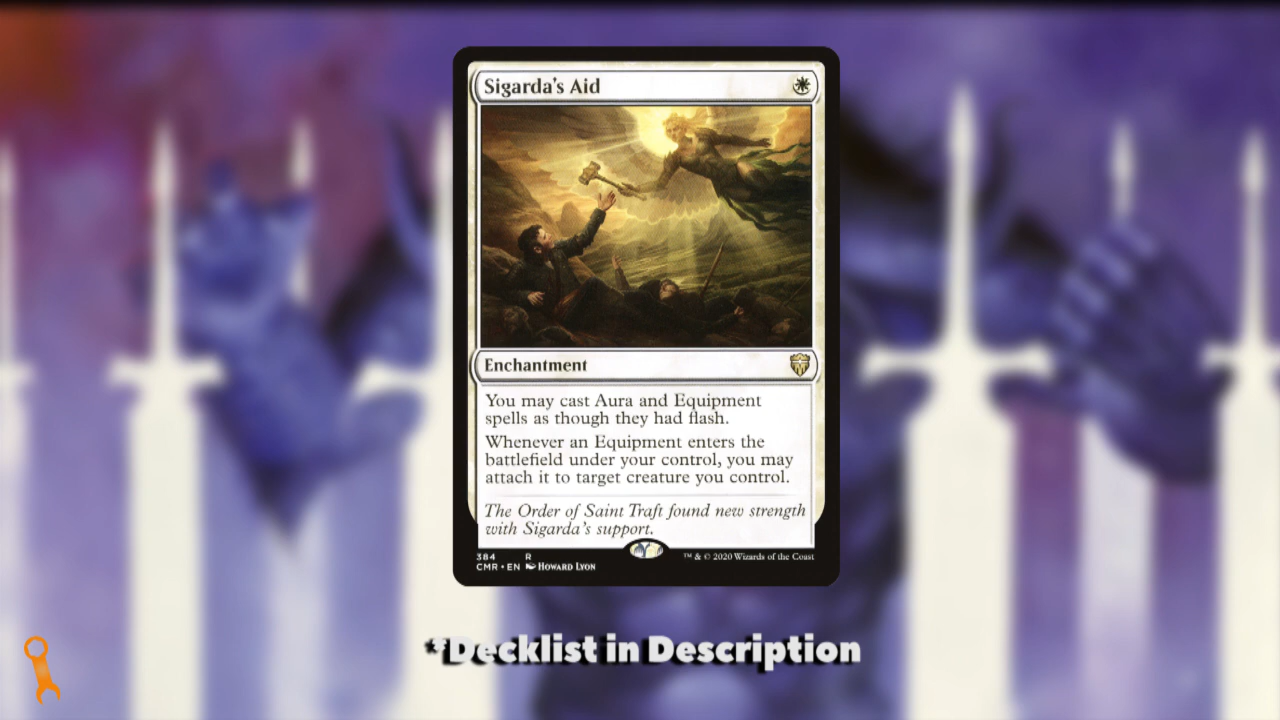 Sigarda's Aid
Enchantment
You may cast Aura and Equipment
spells as though they had flash.
Whenever an Equipment enters the
battlefield under your control, you may
attach it to target creature you control.
The Order of Saint Traft found new strength
with Sigarda's support.
384 R
CMR • EN Howard Lyon
™ & © 2020 Wizards of the Coast
*Decklist in Description